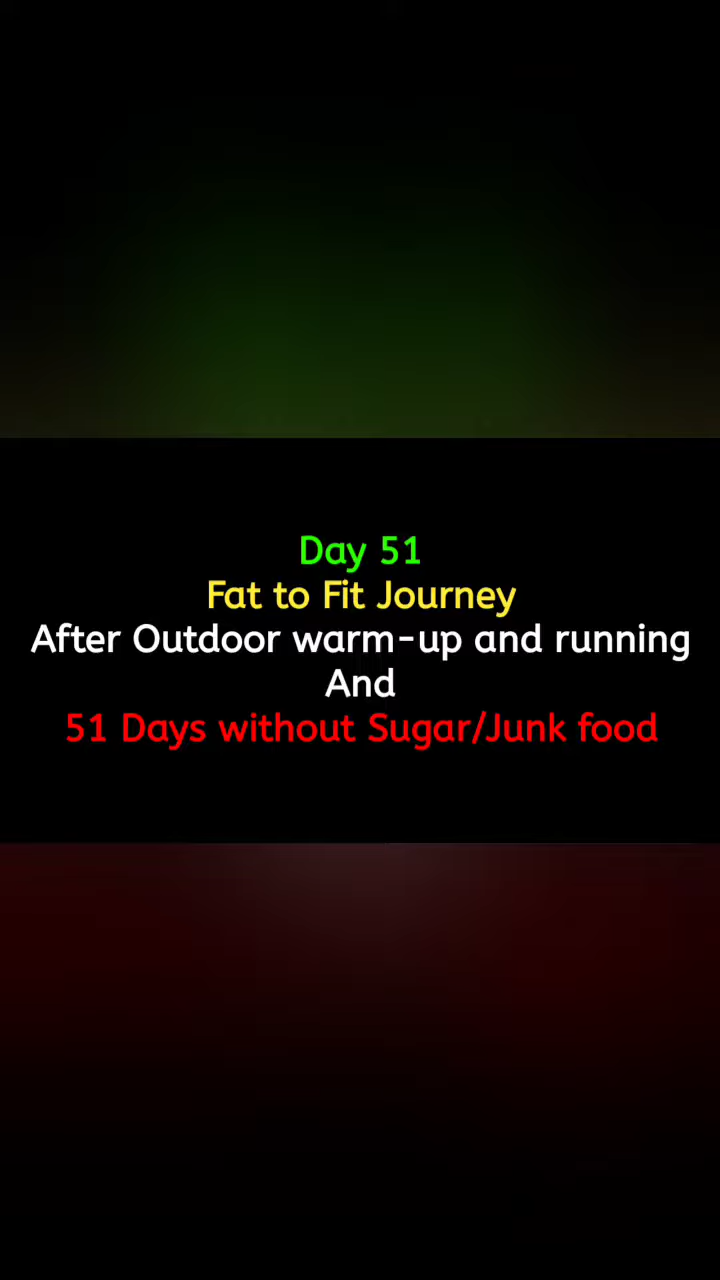 Day 51
Fat to Fit Journey
After Outdoor warm-up and running
And
51 Days without Sugar/Junk food